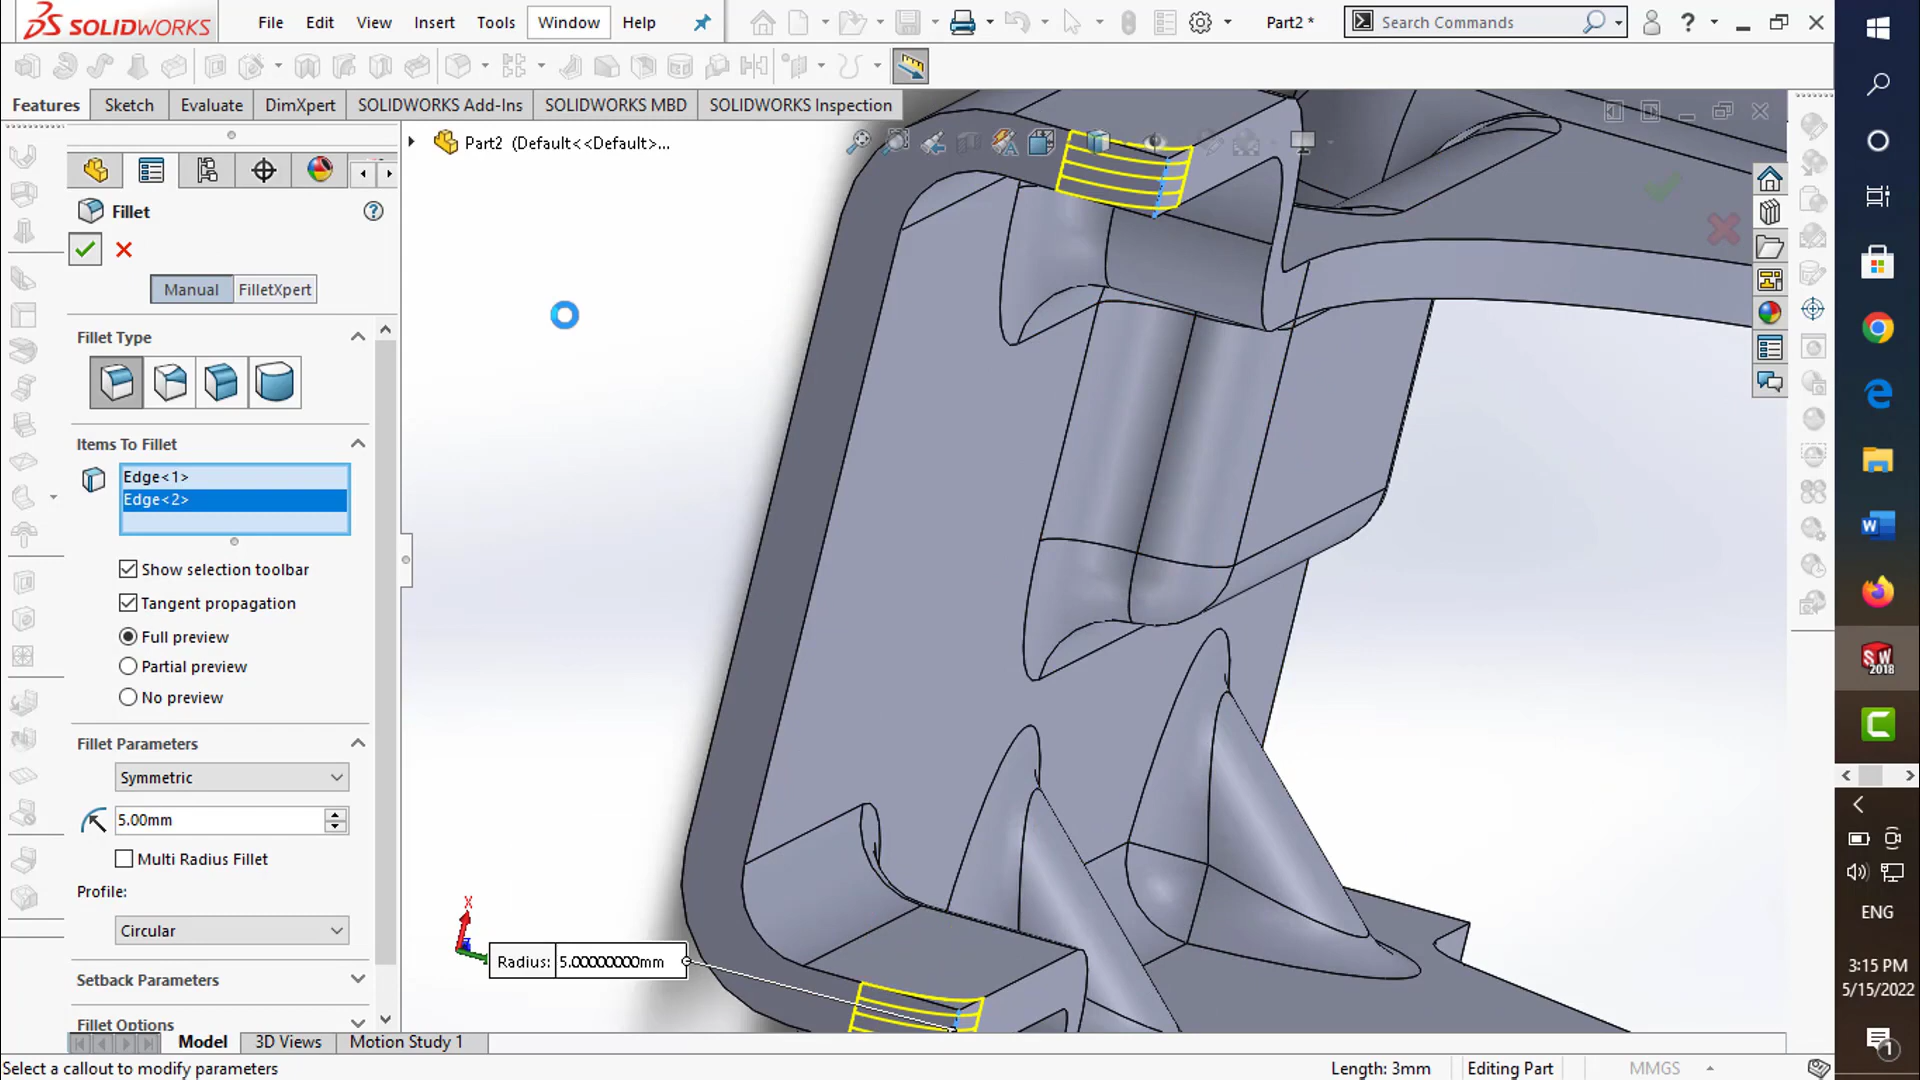 SOLIDWORKS
File Edit View Insert Tools Window Help
Part2 *
Search Commands
Features Sketch Evaluate DimXpert SOLIDWORKS Add-Ins SOLIDWORKS MBD SOLIDWORKS Inspection
Part2 (Default<<Default>...
Fillet
Manual FilletXpert
Fillet Type
Items To Fillet
Edge<1>
Edge<2>
Show selection toolbar
Tangent propagation
Full preview
Partial preview
No preview
Fillet Parameters
Symmetric
5.00mm
Multi Radius Fillet
Profile:
Circular
Setback Parameters
Fillet Options
X
Radius: 5.00000000mm
Model 3D Views Motion Study 1
Select a callout to modify parameters
Length: 3mm Editing Part MMGS
SW
2018
ENG
3:15 PM
5/15/2022
1